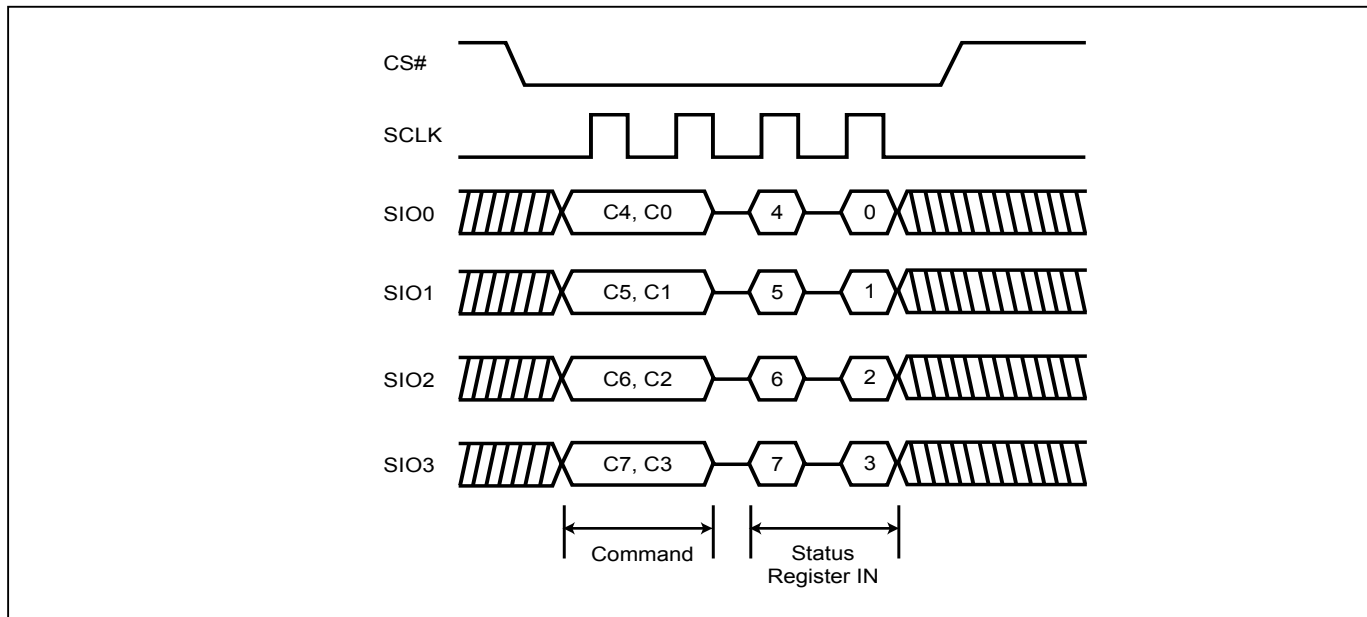 CS#
SCLK
SIO0 C4, C0 4 0
SIO1 C5, C1 5 1
SIO2 C6, C2 6 2
SIO3 C7, C3 7 3
Command
Status
Register IN